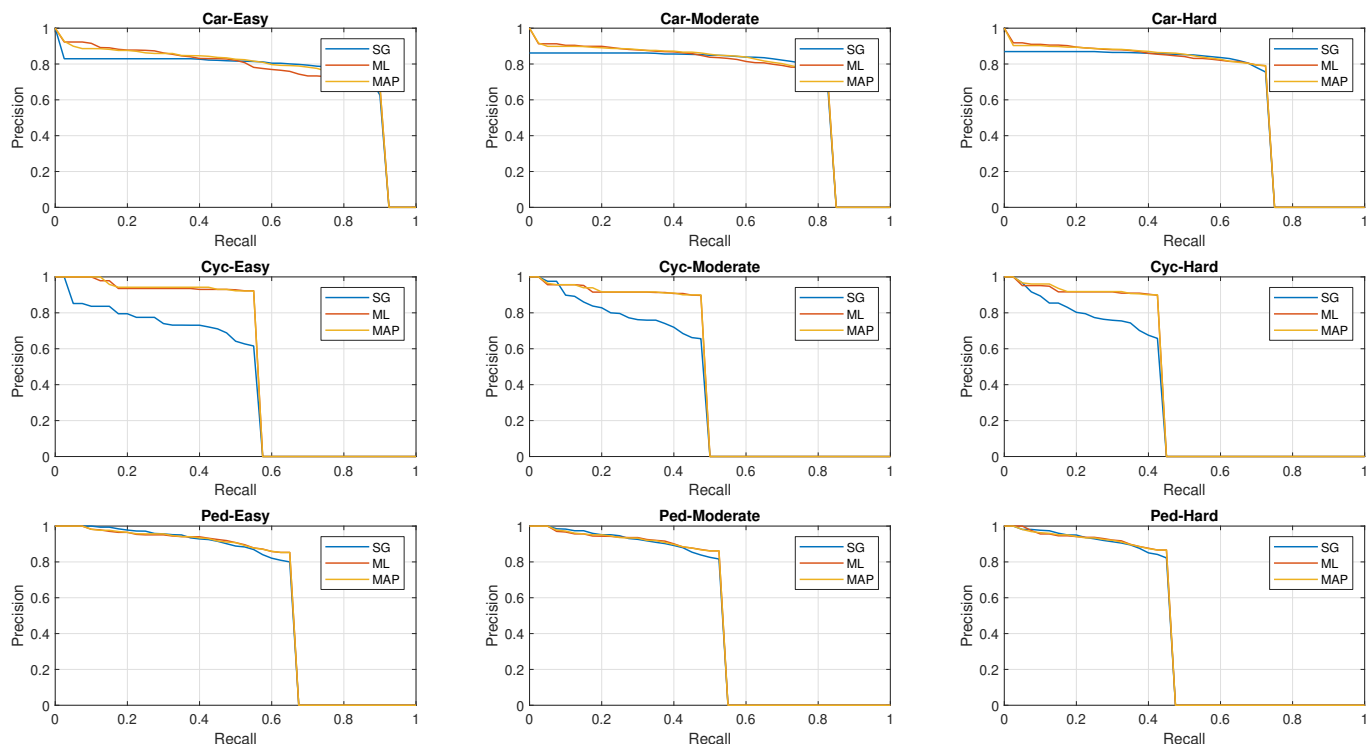 Car-Easy
1
0.8
0.6
0.4
0.2
0
Precision
0 0.2 0.4 0.6 0.8 1
Recall
SG
ML
MAP
Car-Moderate
1
0.8
0.6
0.4
0.2
0
Precision
0 0.2 0.4 0.6 0.8 1
Recall
SG
ML
MAP
Car-Hard
1
0.8
0.6
0.4
0.2
0
Precision
0 0.2 0.4 0.6 0.8 1
Recall
SG
ML
MAP
Cyc-Easy
1
0.8
0.6
0.4
0.2
0
Precision
0 0.2 0.4 0.6 0.8 1
Recall
SG
ML
MAP
Cyc-Moderate
1
0.8
0.6
0.4
0.2
0
Precision
0 0.2 0.4 0.6 0.8 1
Recall
SG
ML
MAP
Cyc-Hard
1
0.8
0.6
0.4
0.2
0
Precision
0 0.2 0.4 0.6 0.8 1
Recall
SG
ML
MAP
Ped-Easy
1
0.8
0.6
0.4
0.2
0
Precision
0 0.2 0.4 0.6 0.8 1
Recall
SG
ML
MAP
Ped-Moderate
1
0.8
0.6
0.4
0.2
0
Precision
0 0.2 0.4 0.6 0.8 1
Recall
SG
ML
MAP
Ped-Hard
1
0.8
0.6
0.4
0.2
0
Precision
0 0.2 0.4 0.6 0.8 1
Recall
SG
ML
MAP